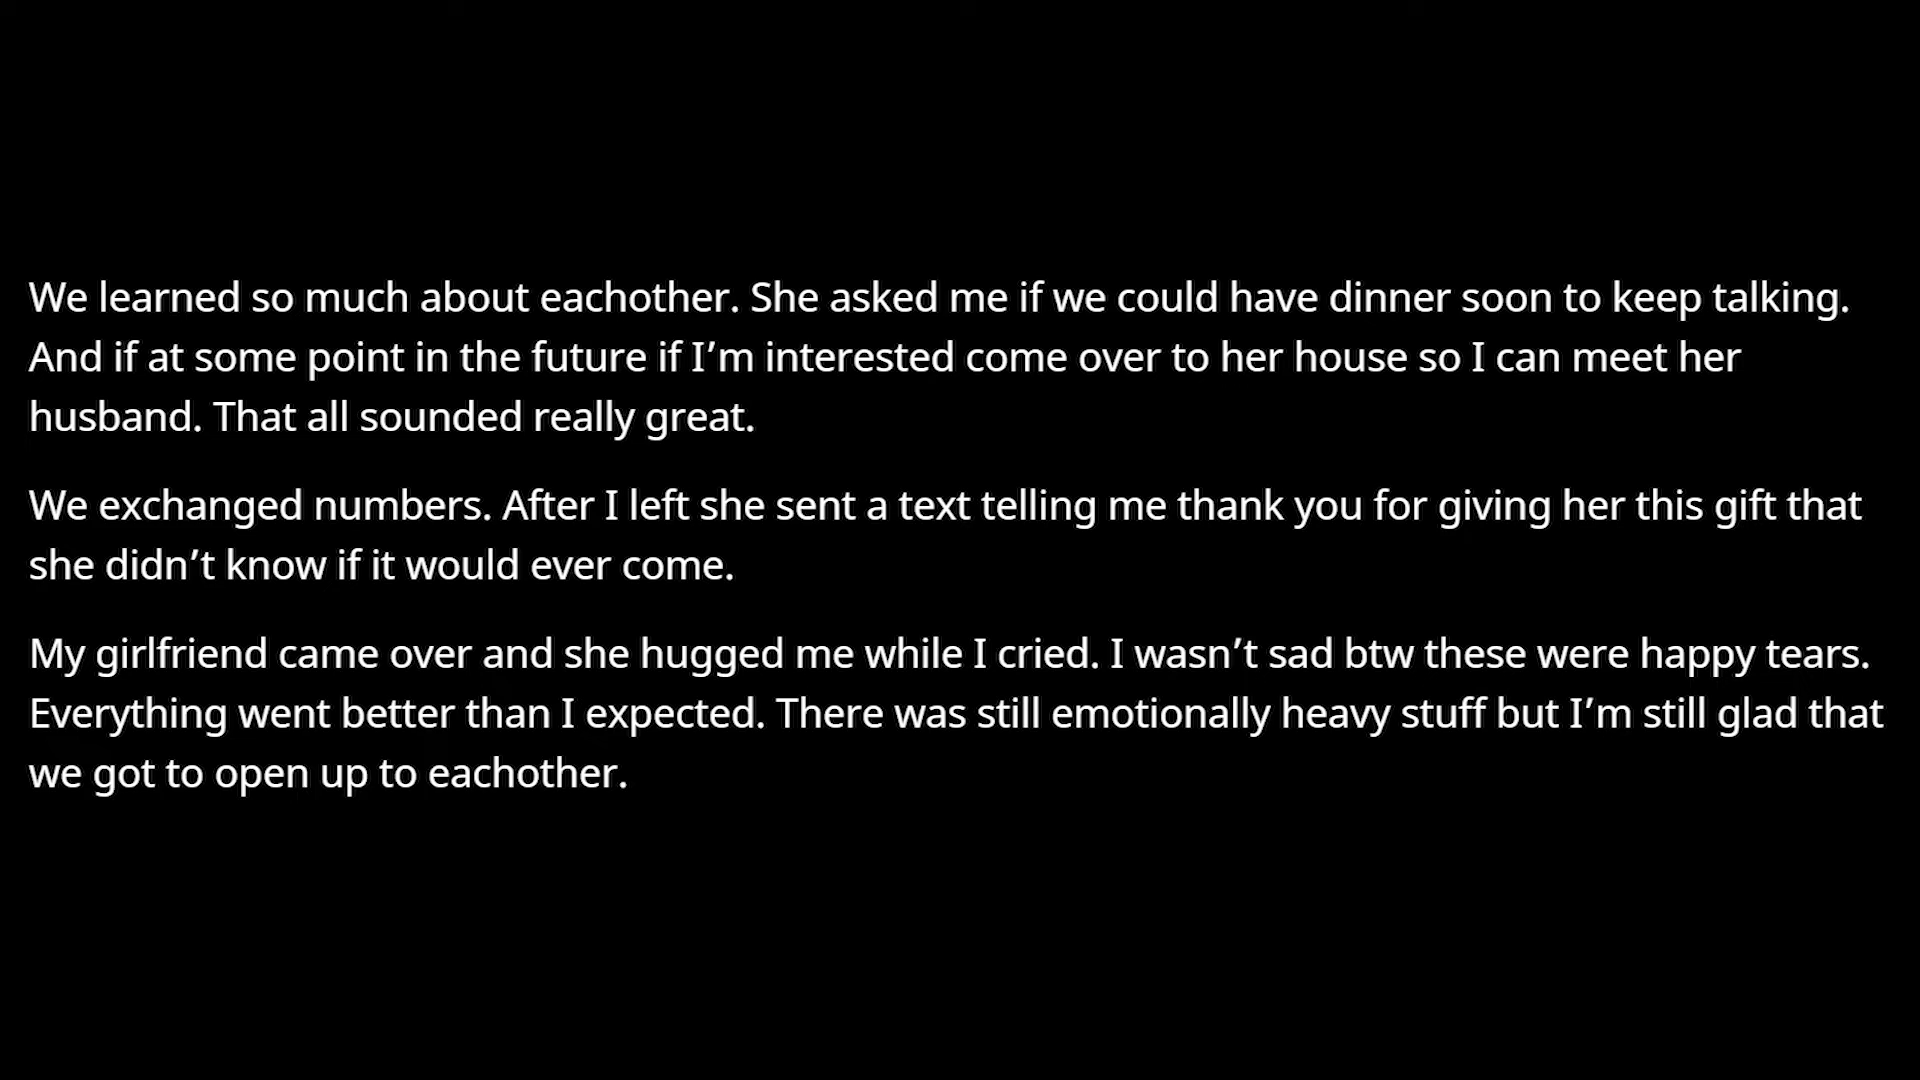 We learned so much about eachother. She asked me if we could have dinner soon to keep talking.
And if at some point in the future if I’m interested come over to her house so I can meet her
husband. That all sounded really great.
We exchanged numbers. After I left she sent a text telling me thank you for giving her this gift that
she didn’t know if it would ever come.
My girlfriend came over and she hugged me while I cried. I wasn’t sad btw these were happy tears.
Everything went better than I expected. There was still emotionally heavy stuff but I’m still glad that
we got to open up to eachother.